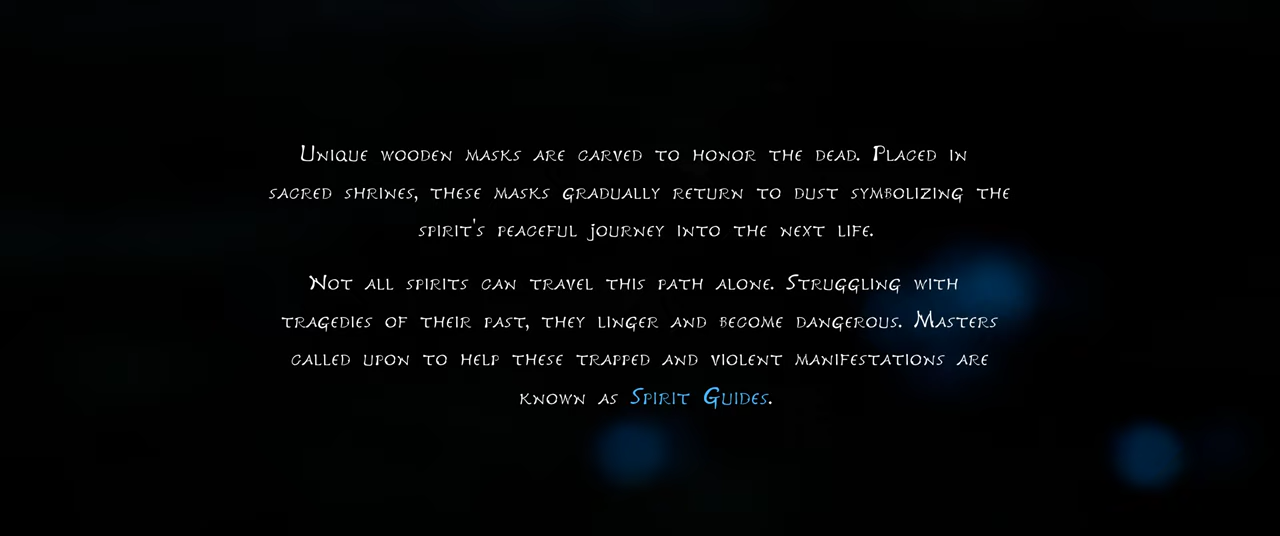 Unique wooden masks are carved to honor the dead. Placed in
sacred shrines, these masks gradually return to dust symbolizing the
spirit's peaceful journey into the next life.
Not all spirits can travel this path alone. Struggling with
tragedies of their past, they linger and become dangerous. Masters
called upon to help these trapped and violent manifestations are
known as Spirit Guides.